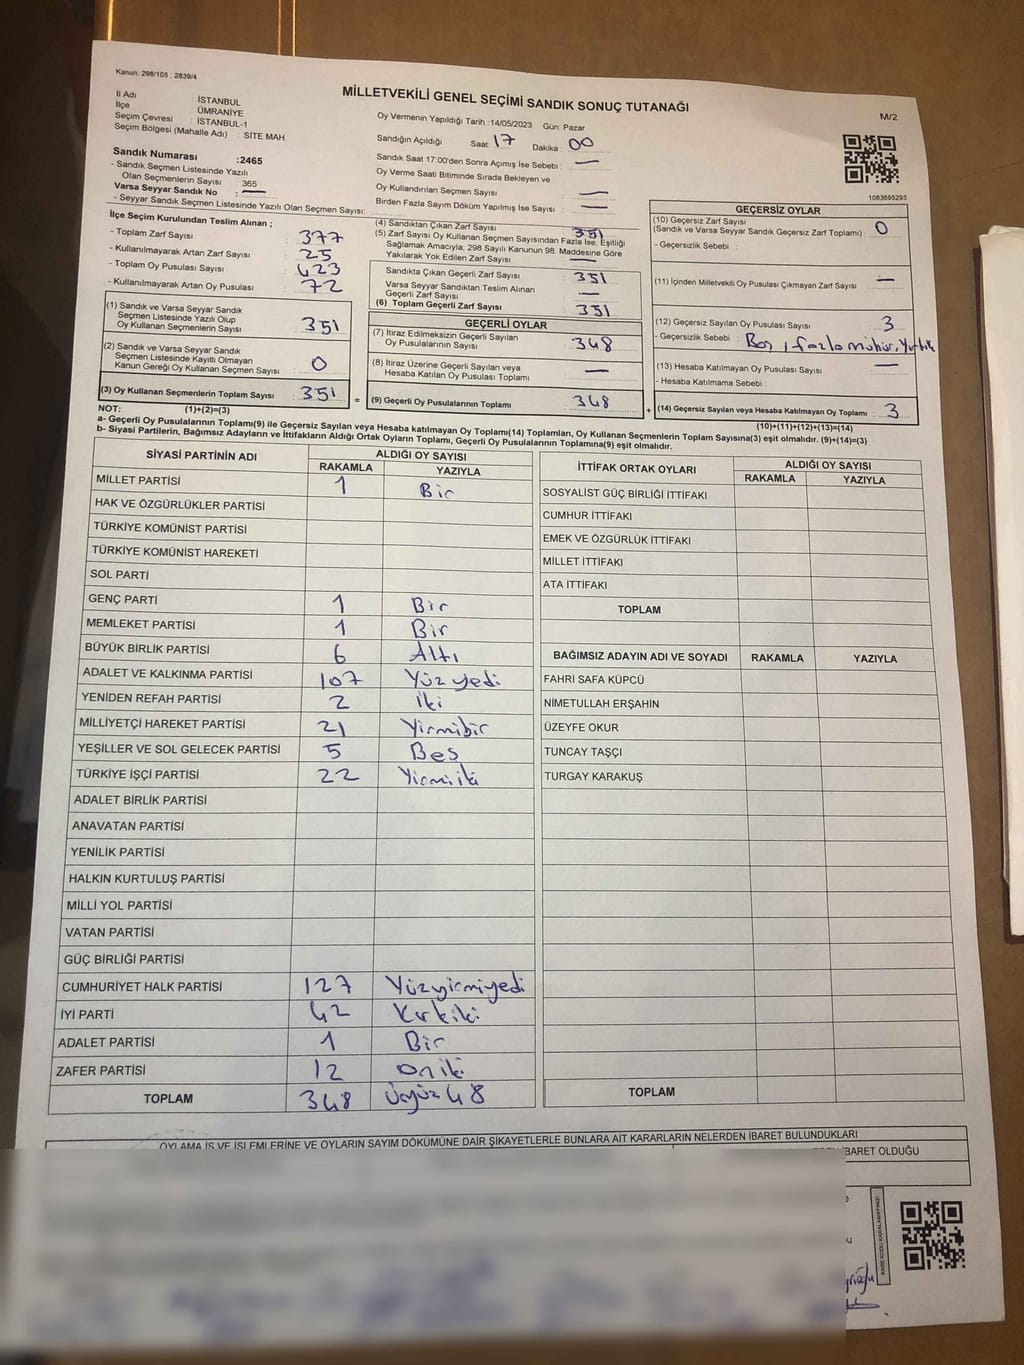 Kanun: 298/105 , 2839/4
MİLLETVEKİLİ GENEL SEÇİMİ SANDIK SONUÇ TUTANAĞI
M/2
İl Adı : İSTANBUL
İlçe : ÜMRANİYE
Seçim Çevresi : İSTANBUL-1
Seçim Bölgesi (Mahalle Adı) : SİTE MAH.
Sandık Numarası :2465
- Sandık Seçmen Listesinde Yazılı
Olan Seçmenlerin Sayısı : 365
Varsa Seyyar Sandık No : —
- Seyyar Sandık Seçmen Listesinde Yazılı Olan Seçmen Sayısı:
Oy Vermenin Yapıldığı Tarih : 14/05/2023 Gün: Pazar
Sandığın Açıldığı Saat : 17 Dakika : 00
Sandık Saat 17:00'den Sonra Açımış İse Sebebi : —
Oy Verme Saati Bitiminde Sırada Bekleyen ve
Oy Kullandırılan Seçmen Sayısı : —
Birden Fazla Sayım Döküm Yapılmış İse Sayısı : —
1083695293
İlçe Seçim Kurulundan Teslim Alınan ;
- Toplam Zarf Sayısı : 377
- Kullanılmayarak Artan Zarf Sayısı : 25
- Toplam Oy Pusulası Sayısı : 423
- Kullanılmayarak Artan Oy Pusulası : 72
(1) Sandık ve Varsa Seyyar Sandık
Seçmen Listesinde Yazılı Olup
Oy Kullanan Seçmenlerin Sayısı : 351
(2) Sandık ve Varsa Seyyar Sandık
Seçmen Listesinde Kayıtlı Olmayan
Kanun Gereği Oy Kullanan Seçmen Sayısı : 0
(3) Oy Kullanan Seçmenlerin Toplam Sayısı : 351
(4) Sandıktan Çıkan Zarf Sayısı : 351
(5) Zarf Sayısı Oy Kullanan Seçmen Sayısından Fazla İse, Eşitliği
Sağlamak Amacıyla; 298 Sayılı Kanunun 98. Maddesine Göre
Yakılarak Yok Edilen Zarf Sayısı : —
Sandıkta Çıkan Geçerli Zarf Sayısı : 351
Varsa Seyyar Sandıktan Teslim Alınan
Geçerli Zarf Sayısı : —
(6) Toplam Geçerli Zarf Sayısı : 351
GEÇERLİ OYLAR
(7) İtiraz Edilmeksizin Geçerli Sayılan
Oy Pusulalarının Sayısı : 348
(8) İtiraz Üzerine Geçerli Sayılan veya
Hesaba Katılan Oy Pusulası Toplamı : —
= (9) Geçerli Oy Pusulalarının Toplamı : 348
GEÇERSİZ OYLAR
(10) Geçersiz Zarf Sayısı
(Sandık ve Varsa Seyyar Sandık Geçersiz Zarf Toplamı) : 0
- Geçersizlik Sebebi :
(11) İçinden Milletvekili Oy Pusulası Çıkmayan Zarf Sayısı : —
(12) Geçersiz Sayılan Oy Pusulası Sayısı : 3
- Geçersizlik Sebebi : Boş, fazla mühür, Yırtık
(13) Hesaba Katılmayan Oy Pusulası Sayısı : —
- Hesaba Katılmama Sebebi :
+ (14) Geçersiz Sayılan veya Hesaba Katılmayan Oy Toplamı : 3
NOT: (1)+(2)=(3)
(10)+(11)+(12)+(13)=(14)
a- Geçerli Oy Pusulalarının Toplamı(9) ile Geçersiz Sayılan veya Hesaba katılmayan Oy Toplamı(14) Toplamları, Oy Kullanan Seçmenlerin Toplam Sayısına(3) eşit olmalıdır. (9)+(14)=(3)
b- Siyasi Partilerin, Bağımsız Adayların ve İttifakların Aldığı Ortak Oyların Toplamı, Geçerli Oy Pusulalarının Toplamına(9) eşit olmalıdır.
SİYASİ PARTİNİN ADI ALDIĞI OY SAYISI
RAKAMLA YAZIYLA
MİLLET PARTİSİ 1 Bir
HAK VE ÖZGÜRLÜKLER PARTİSİ
TÜRKİYE KOMÜNİST PARTİSİ
TÜRKİYE KOMÜNİST HAREKETİ
SOL PARTİ
GENÇ PARTİ 1 Bir
MEMLEKET PARTİSİ 1 Bir
BÜYÜK BİRLİK PARTİSİ 6 Altı
ADALET VE KALKINMA PARTİSİ 107 Yüz yedi
YENİDEN REFAH PARTİSİ 2 İki
MİLLİYETÇİ HAREKET PARTİSİ 21 Yirmibir
YEŞİLLER VE SOL GELECEK PARTİSİ 5 Beş
TÜRKİYE İŞÇİ PARTİSİ 22 Yirmiiki
ADALET BİRLİK PARTİSİ
ANAVATAN PARTİSİ
YENİLİK PARTİSİ
HALKIN KURTULUŞ PARTİSİ
MİLLİ YOL PARTİSİ
VATAN PARTİSİ
GÜÇ BİRLİĞİ PARTİSİ
CUMHURİYET HALK PARTİSİ 127 Yüzyirmiyedi
İYİ PARTİ 42 Kırkiki
ADALET PARTİSİ 1 Bir
ZAFER PARTİSİ 12 oniki
TOPLAM 348 Üçyüz48
İTTİFAK ORTAK OYLARI ALDIĞI OY SAYISI
RAKAMLA YAZIYLA
SOSYALİST GÜÇ BİRLİĞİ İTTİFAKI
CUMHUR İTTİFAKI
EMEK VE ÖZGÜRLÜK İTTİFAKI
MİLLET İTTİFAKI
ATA İTTİFAKI
TOPLAM
BAĞIMSIZ ADAYIN ADI VE SOYADI RAKAMLA YAZIYLA
FAHRİ SAFA KÜPCÜ
NİMETULLAH ERŞAHİN
ÜZEYFE OKUR
TUNCAY TAŞÇI
TURGAY KARAKUŞ
TOPLAM
OYLAMA İŞ VE İŞLEMLERİNE VE OYLARIN SAYIM DÖKÜMÜNE DAİR ŞİKAYETLERLE BUNLARA AİT KARARLARIN NELERDEN İBARET BULUNDUKLARI
İBARET OLDUĞU
KARE KODU KARALAMAYINIZ!